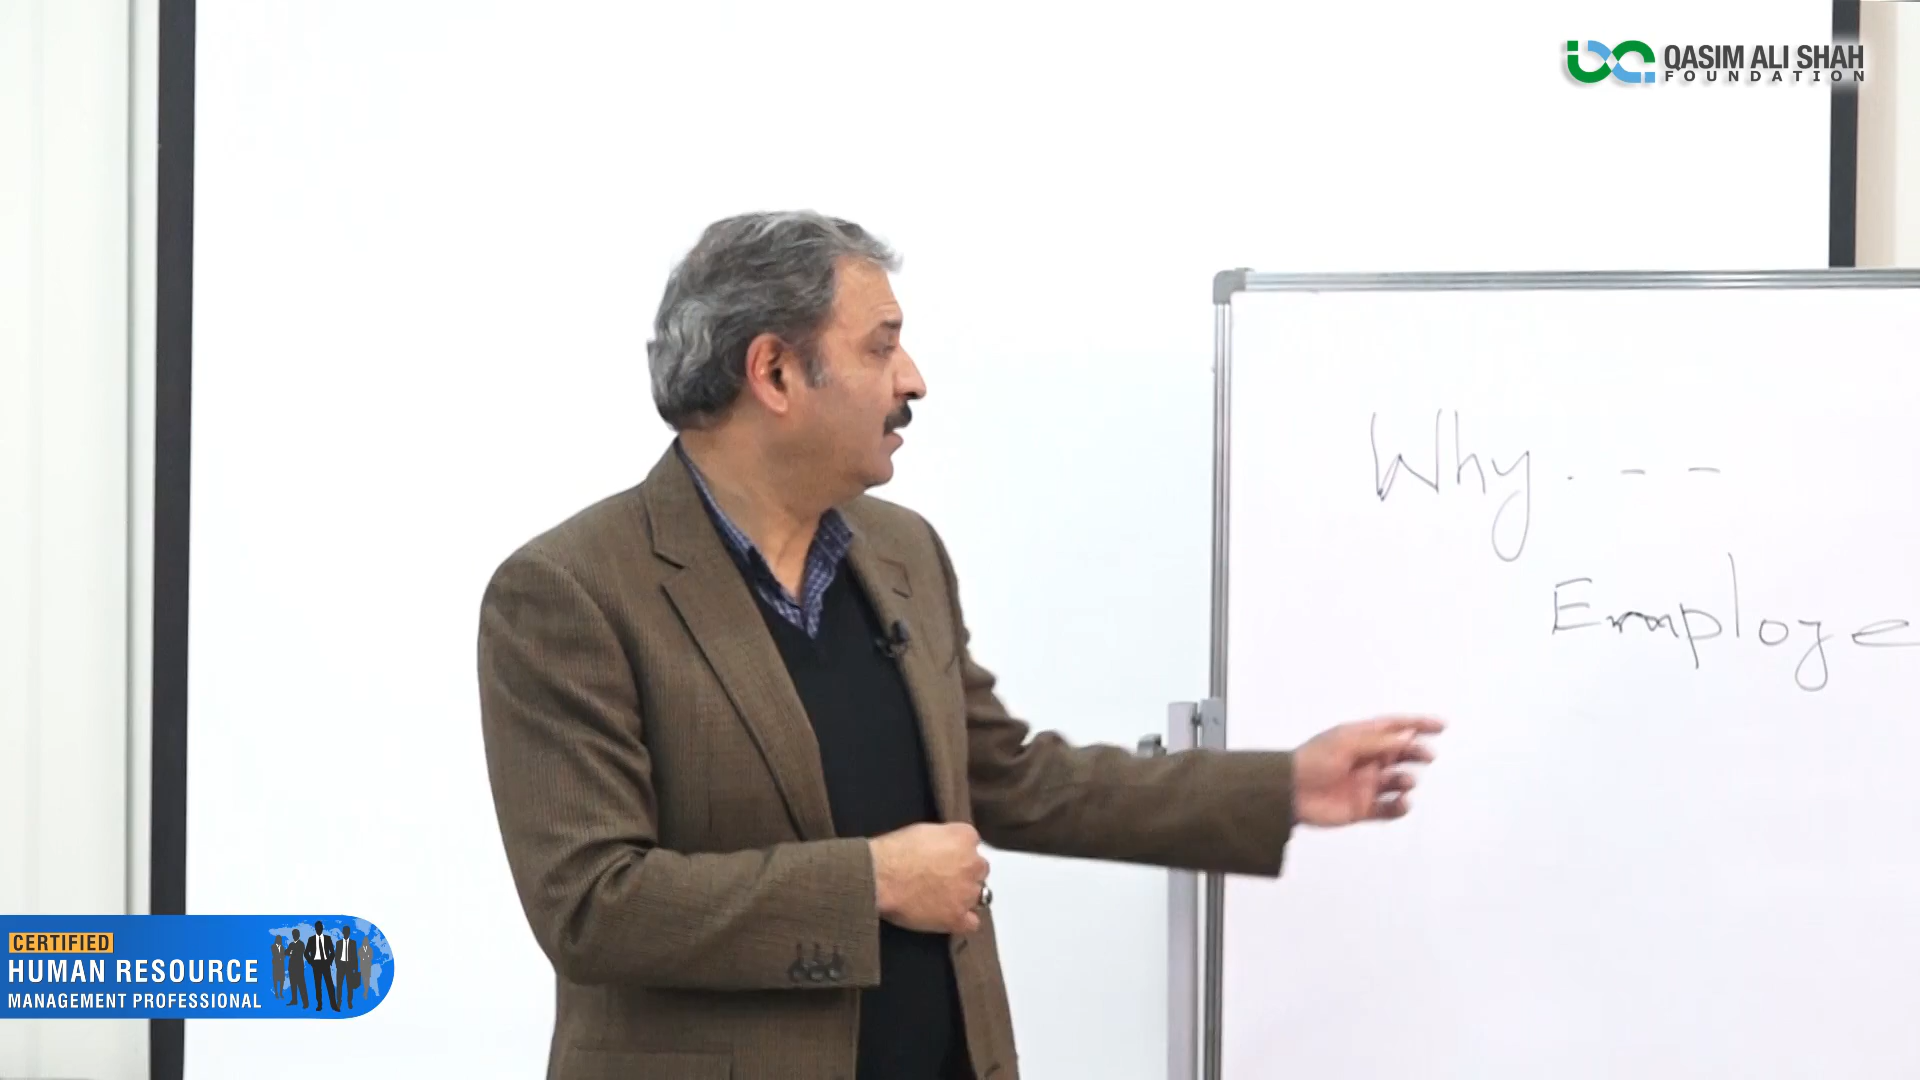 QASIM ALI SHAH
FOUNDATION
Why. - -
Employe
CERTIFIED
HUMAN RESOURCE
MANAGEMENT PROFESSIONAL